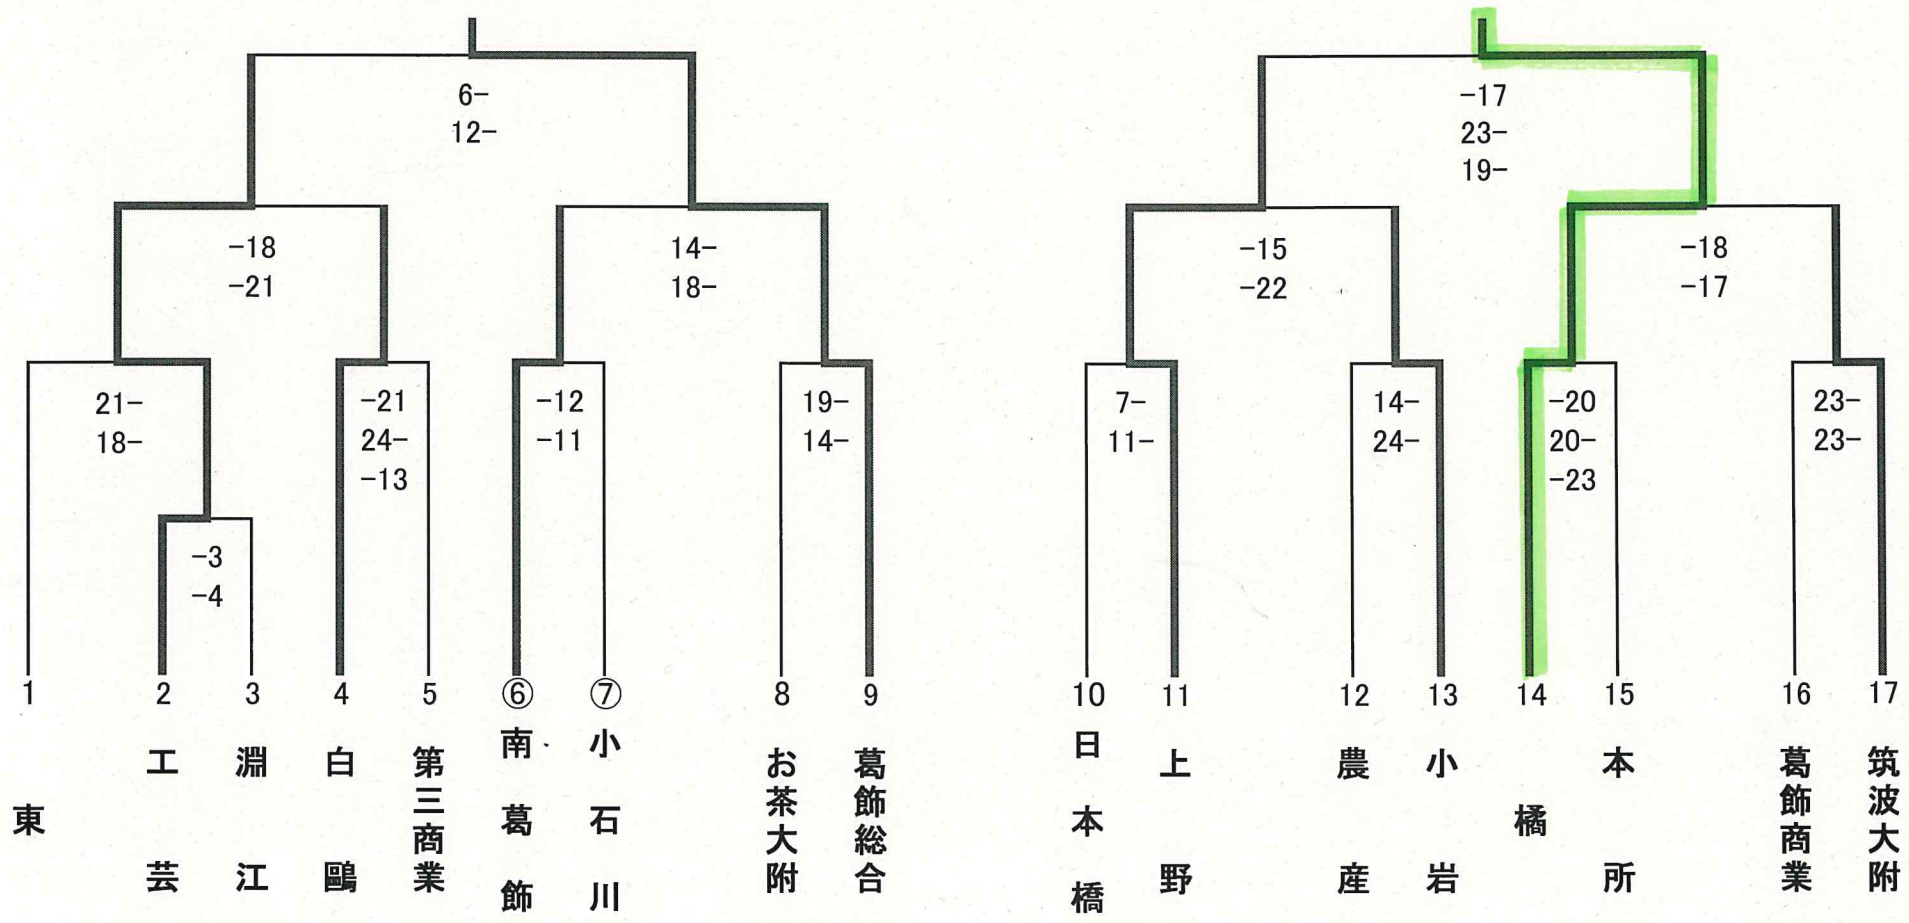 6-
12-
-17
23-
19-
-18
-21
14-
18-
-15
-22
-18
-17
21-
18-
-21
24-
-13
-12
-11
19-
14-
7-
11-
14-
24-
-20
20-
-23
23-
23-
-3
-4
1 2 3 4 5 ⑥ ⑦ 8 9 10 11 12 13 14 15 16 17
東
工芸
淵江
白鷗
第三商業
南葛飾
小石川
お茶大附
葛飾総合
日本橋
上野
農産
小岩
橘
本所
葛飾商業
筑波大附